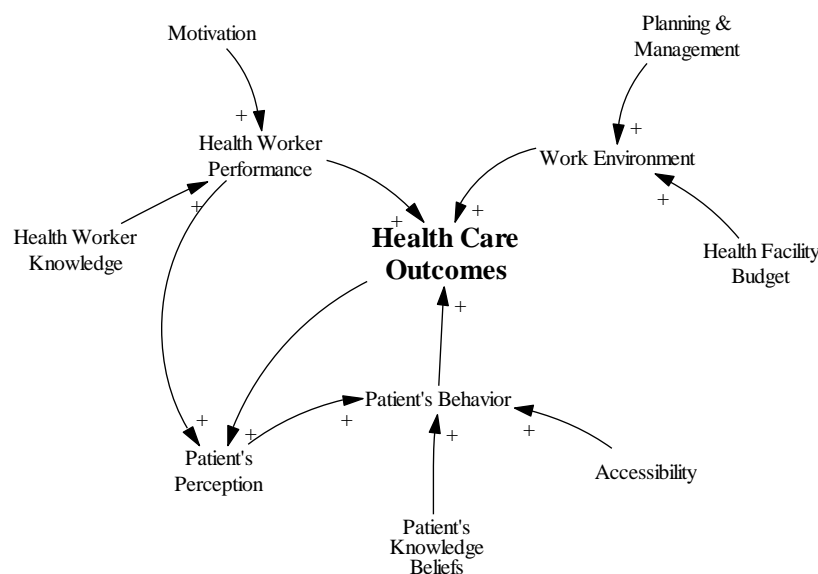 Motivation
Planning &
Management
+
+
Health Worker
Performance
Work Environment
+
+
Health Worker
Knowledge
+
+
Health Care
Outcomes
Health Facility
Budget
+
Patient's Behavior
+
+
+
+
+
Patient's
Perception
Accessibility
Patient's
Knowledge
Beliefs